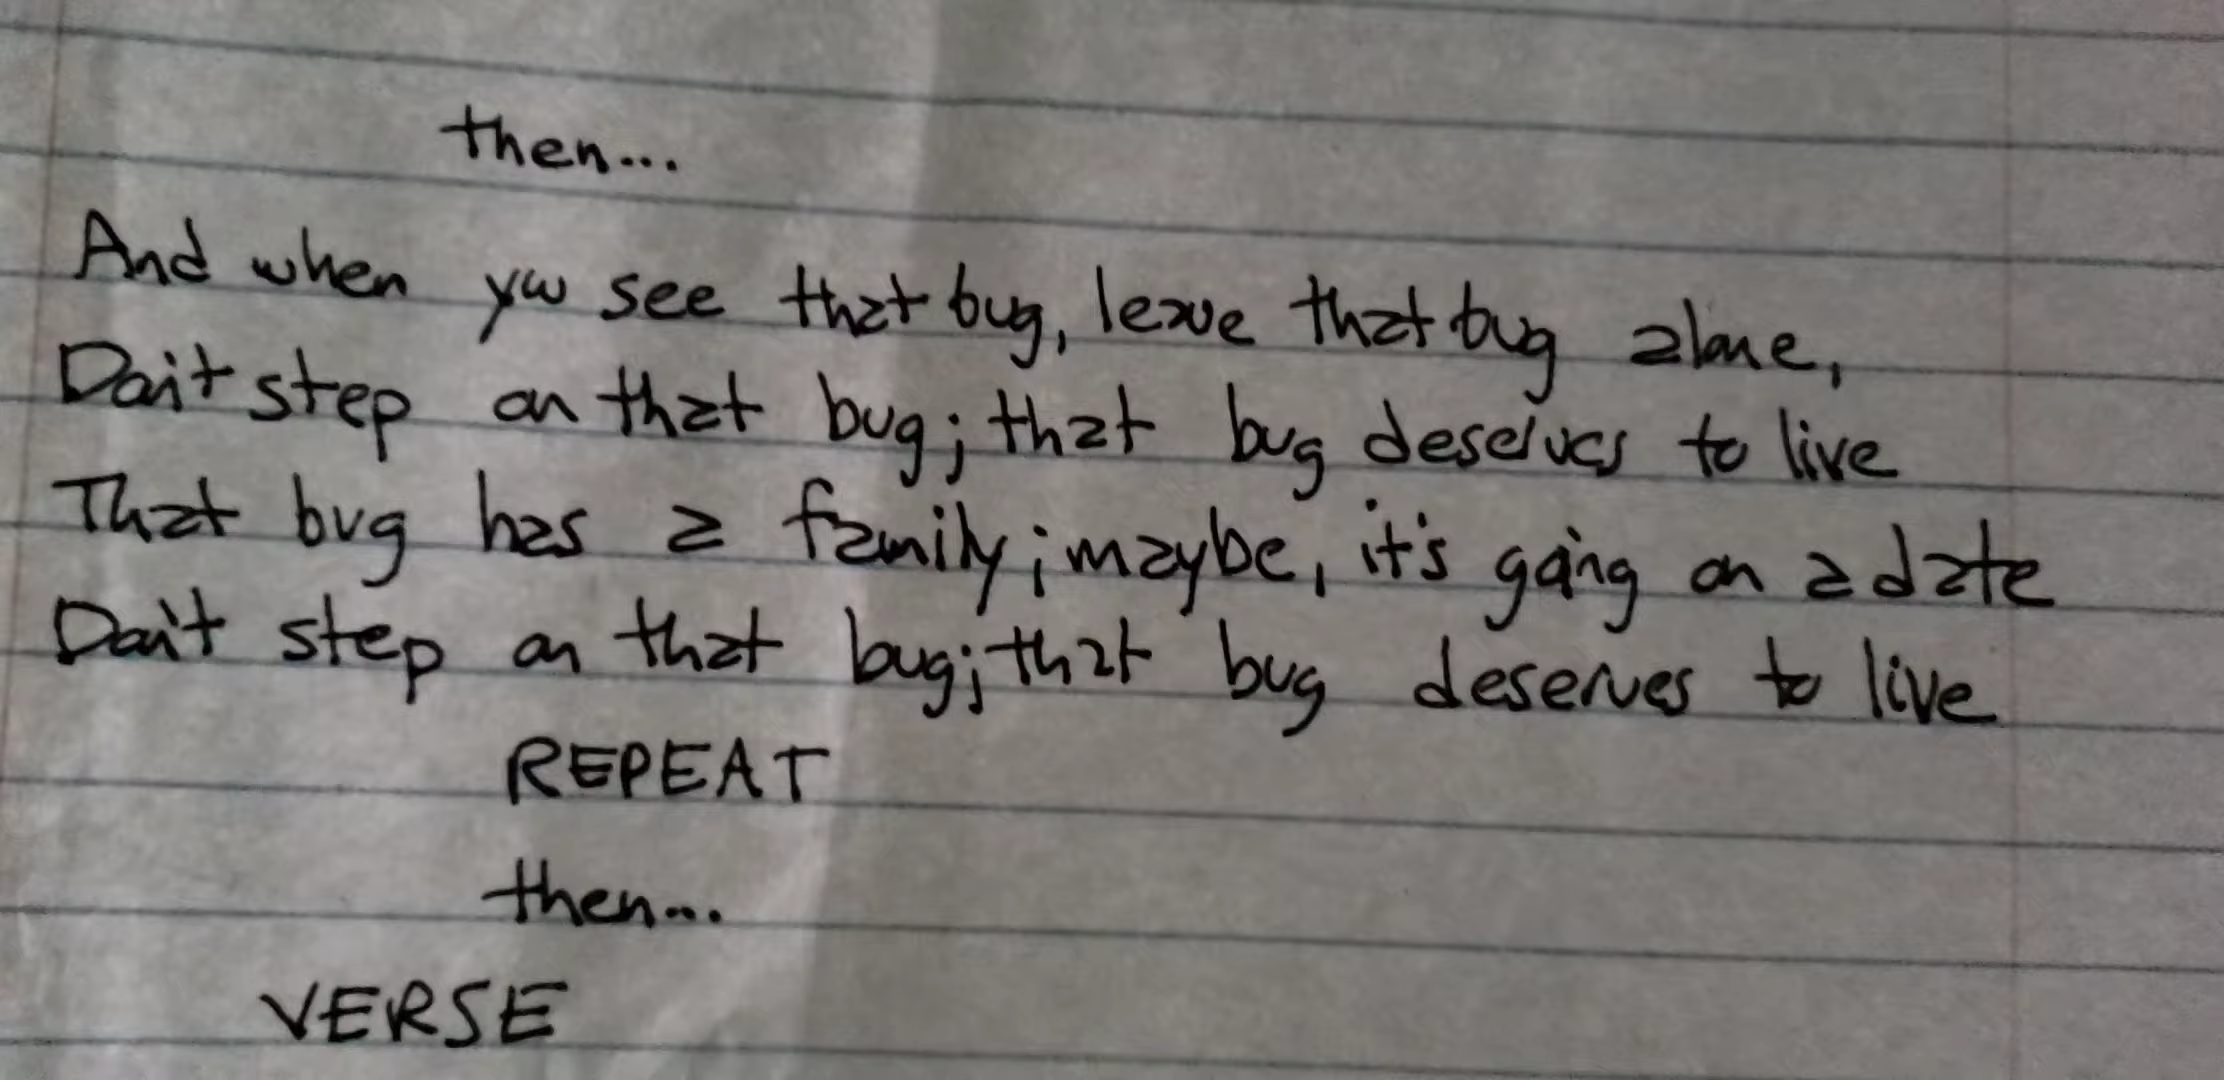 then...
And when you see that bug, leave that bug alone,
Don't step on that bug; that bug deserves to live
That bug has a family; maybe, it's going on a date
Don't step on that bug; that bug deserves to live
REPEAT
then...
VERSE